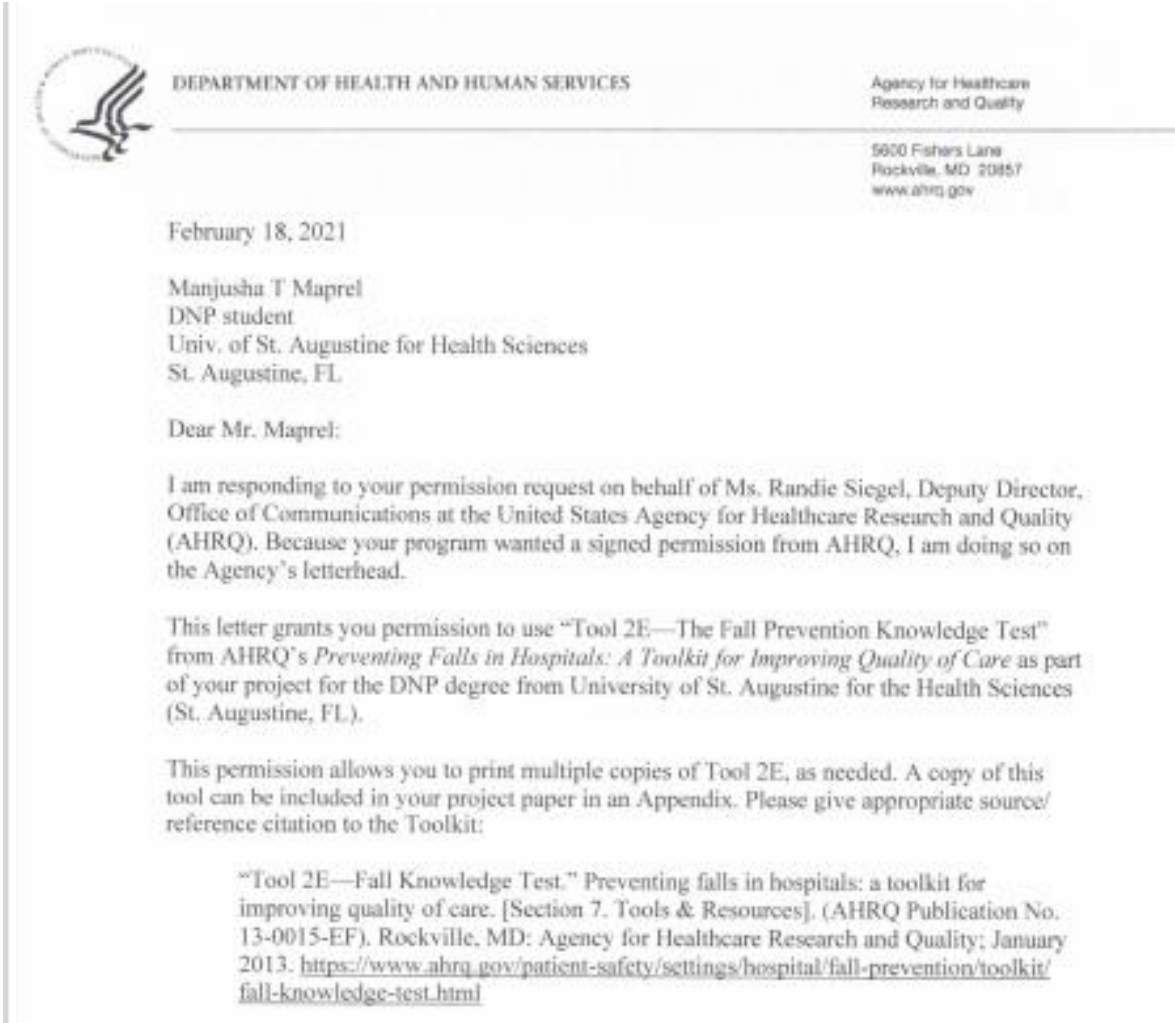 DEPARTMENT OF HEALTH AND HUMAN SERVICES
Agency for Healthcare
Research and Quality
5600 Fishers Lane
Rockville, MD 20857
www.ahrq.gov
February 18, 2021
Manjusha T Maprel
DNP student
Univ. of St. Augustine for Health Sciences
St. Augustine, FL
Dear Mr. Maprel:
I am responding to your permission request on behalf of Ms. Randie Siegel, Deputy Director,
Office of Communications at the United States Agency for Healthcare Research and Quality
(AHRQ). Because your program wanted a signed permission from AHRQ, I am doing so on
the Agency's letterhead.
This letter grants you permission to use “Tool 2E—The Fall Prevention Knowledge Test”
from AHRQ's Preventing Falls in Hospitals: A Toolkit for Improving Quality of Care as part
of your project for the DNP degree from University of St. Augustine for the Health Sciences
(St. Augustine, FL).
This permission allows you to print multiple copies of Tool 2E, as needed. A copy of this
tool can be included in your project paper in an Appendix. Please give appropriate source/
reference citation to the Toolkit:
“Tool 2E—Fall Knowledge Test.” Preventing falls in hospitals: a toolkit for
improving quality of care. [Section 7. Tools & Resources]. (AHRQ Publication No.
13-0015-EF). Rockville, MD: Agency for Healthcare Research and Quality; January
2013. https://www.ahrq.gov/patient-safety/settings/hospital/fall-prevention/toolkit/
fall-knowledge-test.html